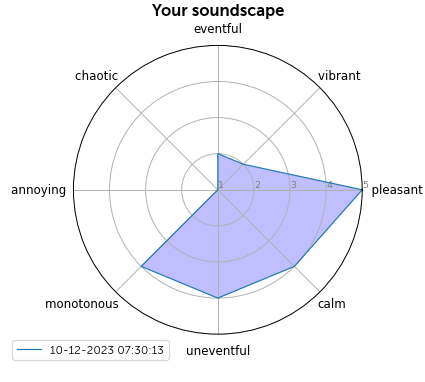 Your soundscape
eventful
chaotic
vibrant
annoying
1 2 3 4 5
pleasant
monotonous
calm
uneventful
10-12-2023 07:30:13